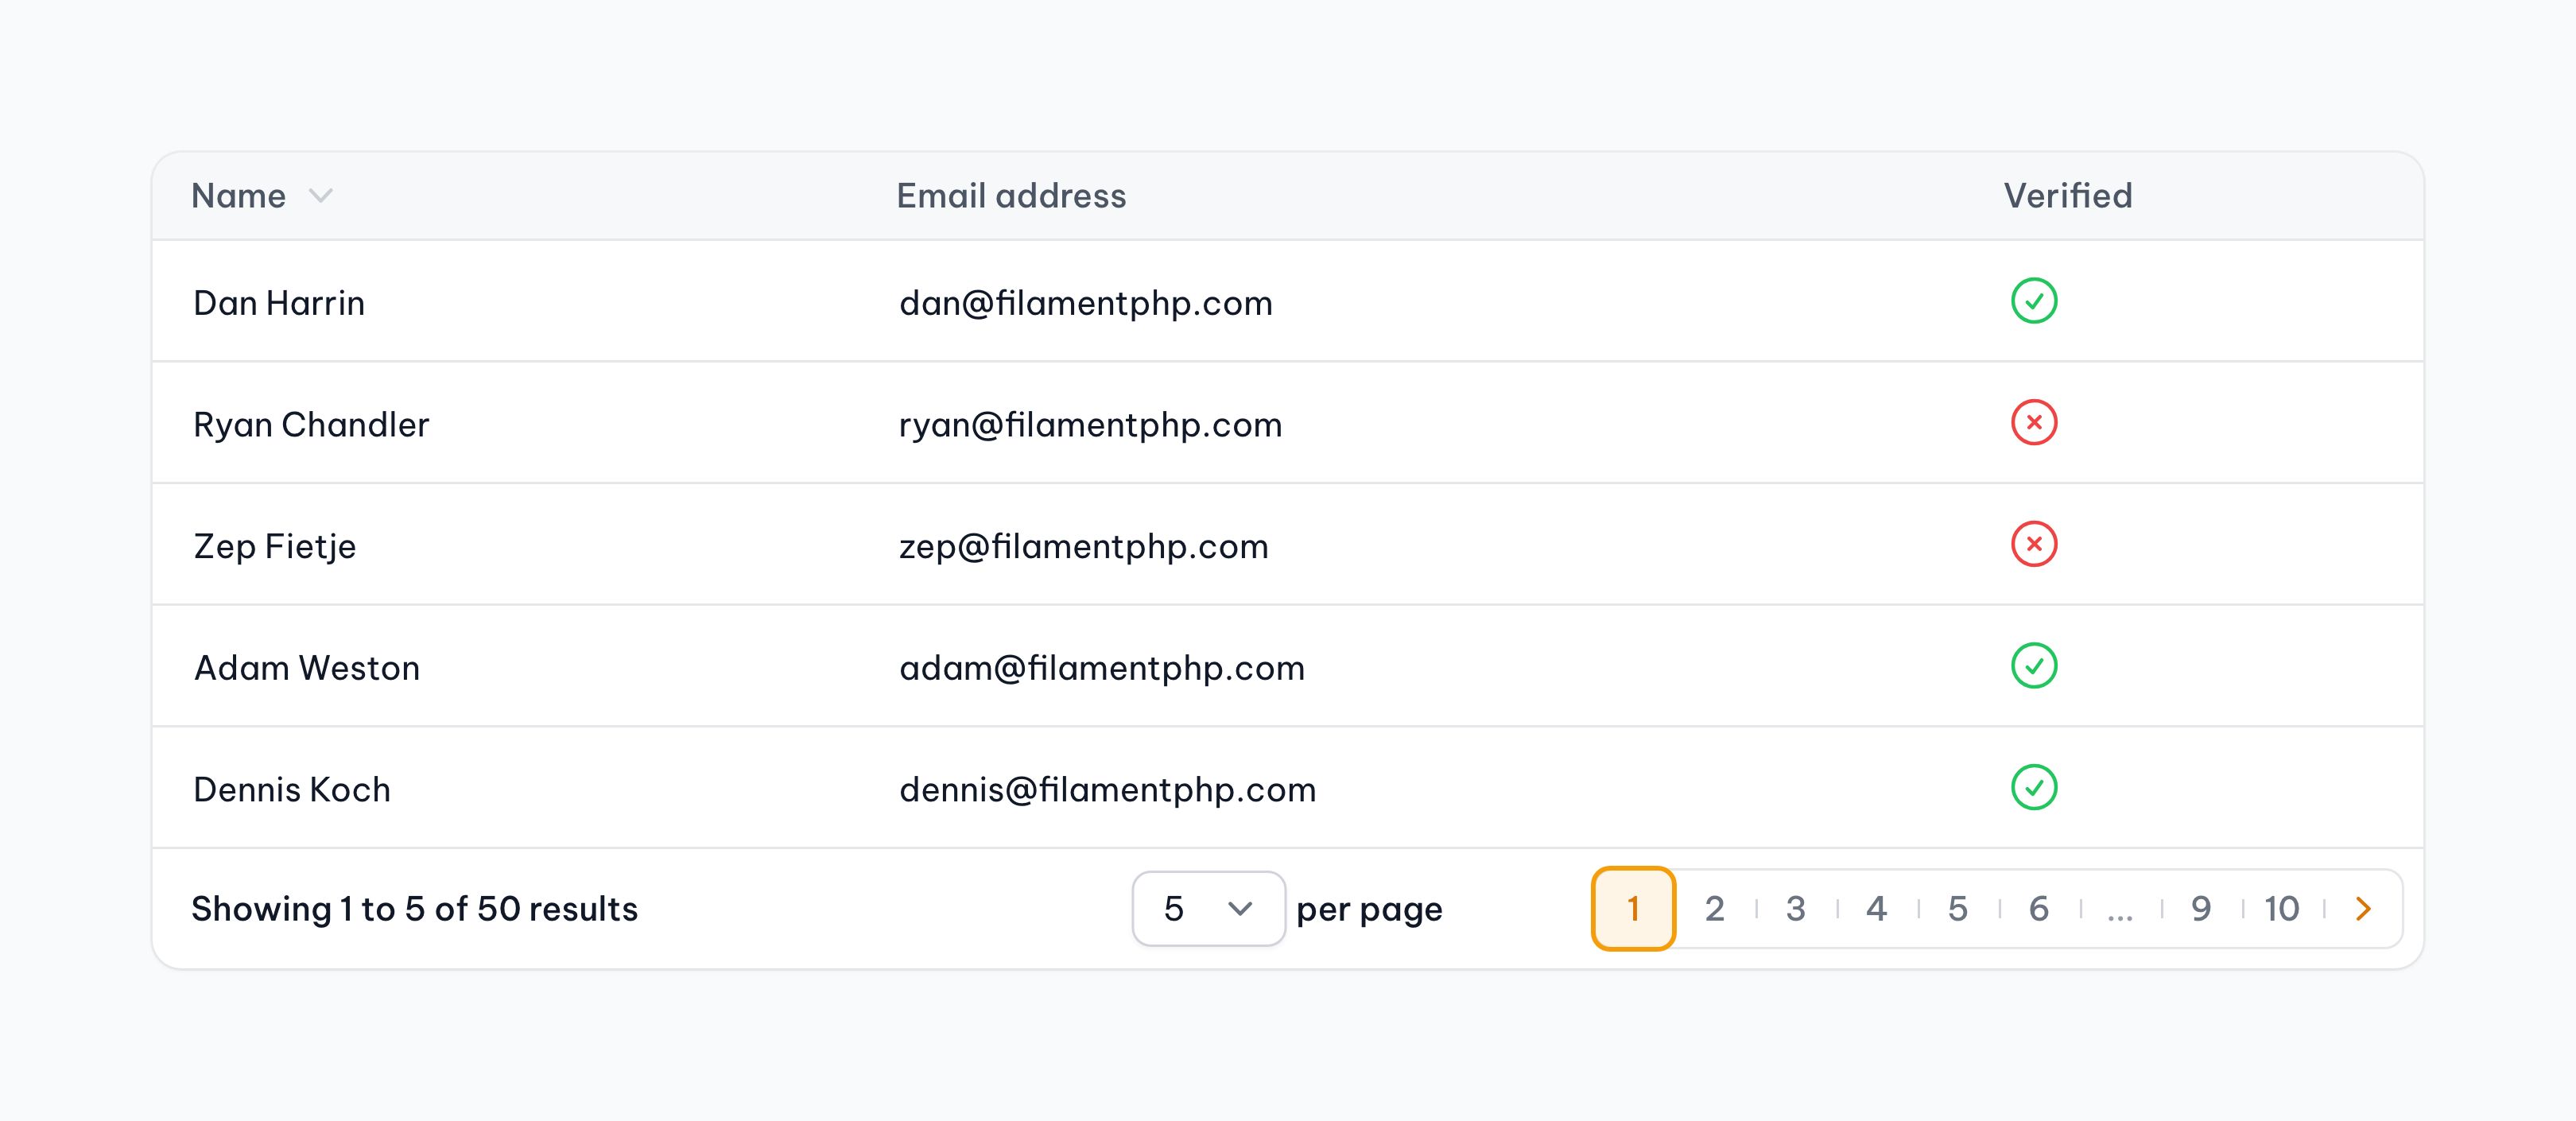 Name Email address Verified
Dan Harrin dan@filamentphp.com
Ryan Chandler ryan@filamentphp.com
Zep Fietje zep@filamentphp.com
Adam Weston adam@filamentphp.com
Dennis Koch dennis@filamentphp.com
Showing 1 to 5 of 50 results 5 per page 1 2 3 4 5 6 ... 9 10